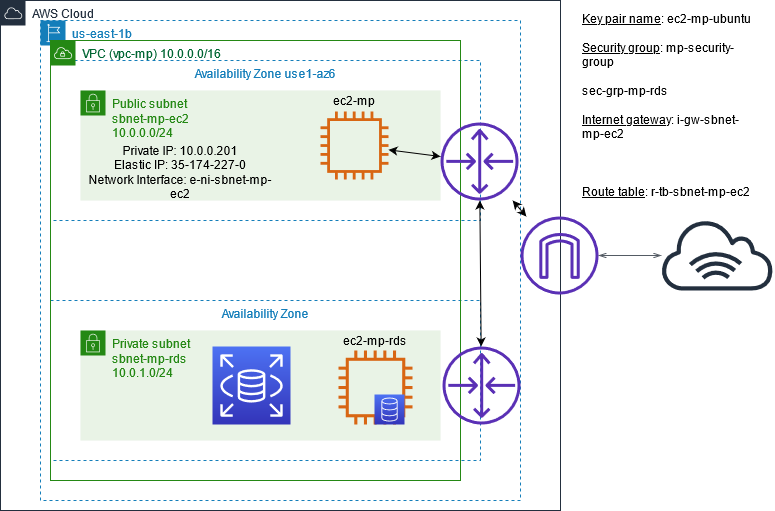 AWS Cloud
us-east-1b
VPC (vpc-mp) 10.0.0.0/16
Availability Zone use1-az6
Public subnet
sbnet-mp-ec2
10.0.0.0/24
Private IP: 10.0.0.201
Elastic IP: 35-174-227-0
Network Interface: e-ni-sbnet-mp-
ec2
ec2-mp
Availability Zone
Private subnet
sbnet-mp-rds
10.0.1.0/24
ec2-mp-rds
Key pair name: ec2-mp-ubuntu
Security group: mp-security-
group
sec-grp-mp-rds
Internet gateway: i-gw-sbnet-
mp-ec2
Route table: r-tb-sbnet-mp-ec2